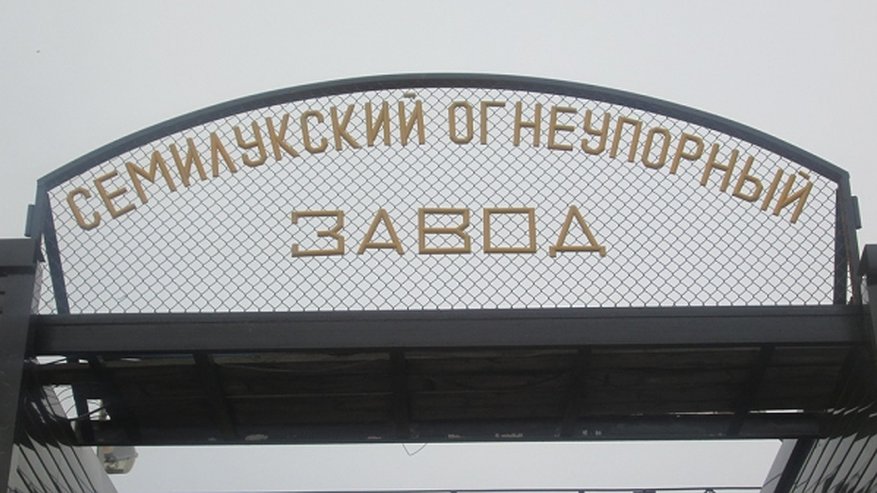 СЕМИЛУКСКИЙ ОГНЕУПОРНЫЙ
ЗАВОД